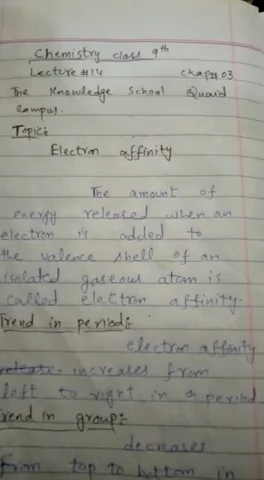 Chemistry class 9th
Lecture #14 chapt 03
The Knowledge School Quaid
Campus.
Topic:
Electron affinity
The amount of
energy released when an
electron is added to
the valence shell of an
isolated gaseous atom is
called electron affinity.
Trend in period:
electron affinity
increases from
left to right in a period
Trend in group:
decreases
from top to bottom in